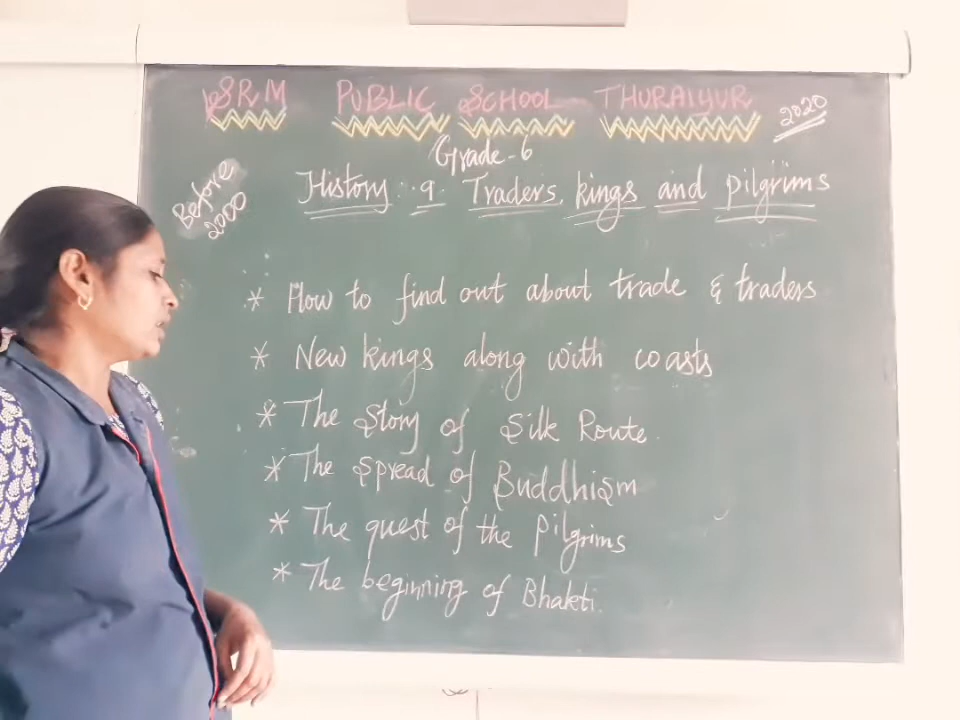 SRM PUBLIC SCHOOL THURAIYUR
2020
Grade-6
Before
2000
History : 9. Traders, kings and pilgrims
* How to find out about trade & traders
* New kings along with coasts
* The Story of Silk Route.
* The Spread of Buddhism
* The quest of the Pilgrims
* The beginning of Bhakti.